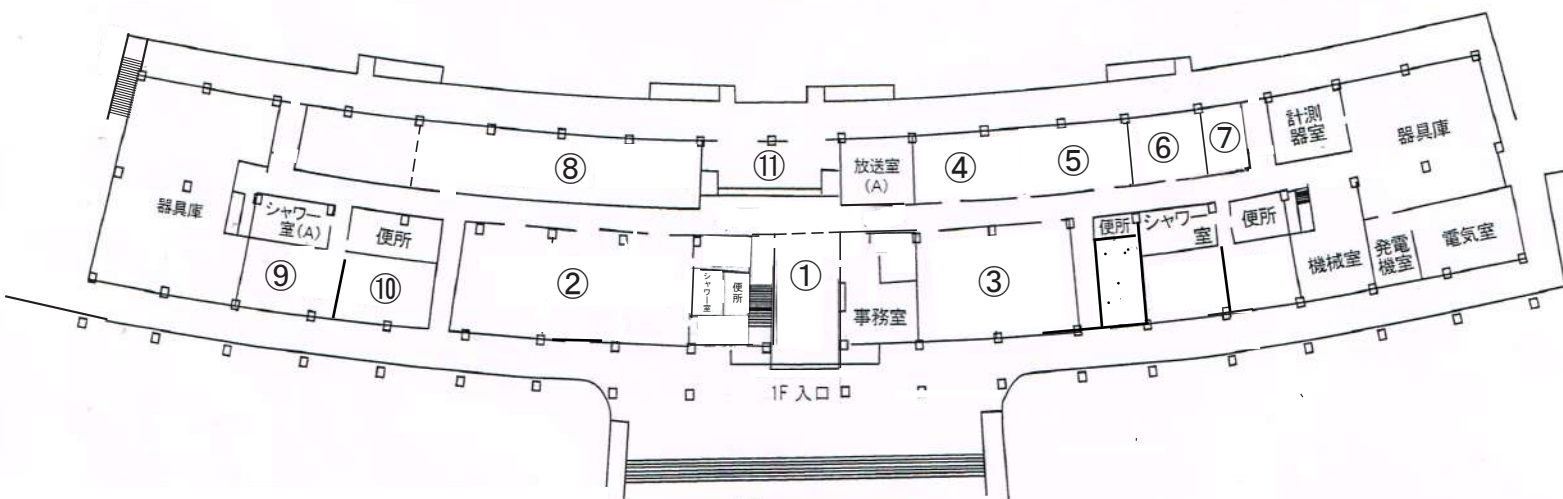 計測
器室
器具庫
⑦
⑥
⑪
放送室
(A)
④
⑤
⑧
器具庫
シャワー
室(A)
便所
便所
シャワー
室
便所
機械室
発電
機室
電気室
⑨
⑩
②
シャワー室
便所
①
事務室
③
1F 入口